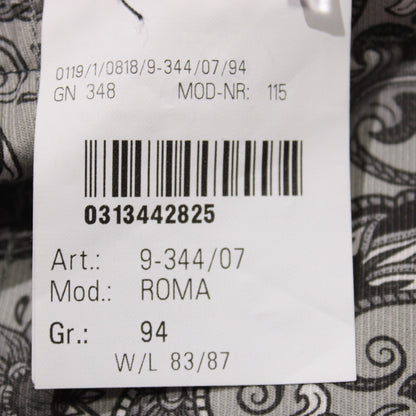 0119/1/0818/9-344/07/94
GN 348 MOD-NR: 115
0313442825
Art.: 9-344/07
Mod.: ROMA
Gr.: 94
W/L 83/87